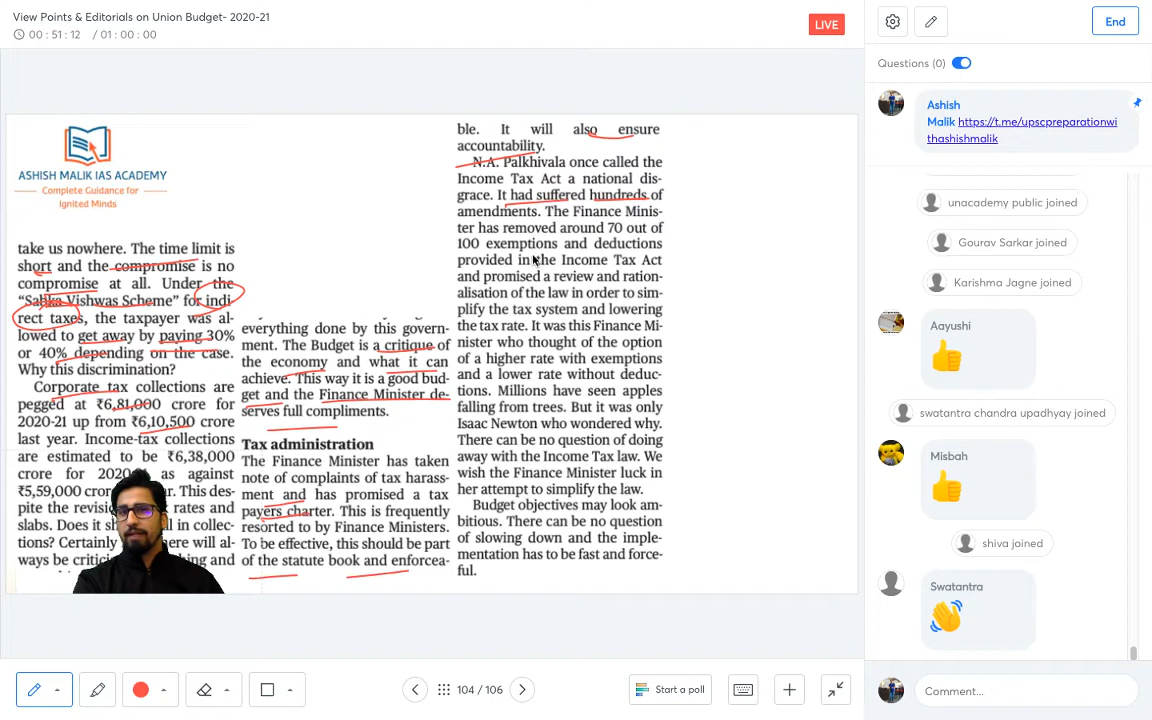 View Points & Editorials on Union Budget- 2020-21
00 : 51 : 12 / 01 : 00 : 00
LIVE
End
Questions (0)
Ashish
Malik https://t.me/upscpreparationwi
thashishmalik
unacademy public joined
Gourav Sarkar joined
Karishma Jagne joined
Aayushi
swatantra chandra upadhyay joined
Misbah
shiva joined
Swatantra
Comment...
ASHISH MALIK IAS ACADEMY
Complete Guidance for
Ignited Minds
take us nowhere. The time limit is
short and the compromise is no
compromise at all. Under the
“Sabka Vishwas Scheme” for indi-
rect taxes, the taxpayer was al-
lowed to get away by paying 30%
or 40% depending on the case.
Why this discrimination?
Corporate tax collections are
pegged at ₹6,81,000 crore for
2020-21 up from ₹6,10,500 crore
last year. Income-tax collections
are estimated to be ₹6,38,000
crore for as against
₹5,59,000 This des-
pite the rates and
slabs. Does it in collec-
tions? Certainly will al-
ways be and
everything done by this govern-
ment. The Budget is a critique of
the economy and what it can
achieve. This way it is a good bud-
get and the Finance Minister de-
serves full compliments.
Tax administration
The Finance Minister has taken
note of complaints of tax harass-
ment and has promised a tax
payers charter. This is frequently
resorted to by Finance Ministers.
To be effective, this should be part
of the statute book and enforcea-
ble. It will also ensure
accountability.
N.A. Palkhivala once called the
Income Tax Act a national dis-
grace. It had suffered hundreds of
amendments. The Finance Minis-
ter has removed around 70 out of
100 exemptions and deductions
provided in the Income Tax Act
and promised a review and ration-
alisation of the law in order to sim-
plify the tax system and lowering
the tax rate. It was this Finance Mi-
nister who thought of the option
of a higher rate with exemptions
and a lower rate without deduc-
tions. Millions have seen apples
falling from trees. But it was only
Isaac Newton who wondered why.
There can be no question of doing
away with the Income Tax law. We
wish the Finance Minister luck in
her attempt to simplify the law.
Budget objectives may look am-
bitious. There can be no question
of slowing down and the imple-
mentation has to be fast and force-
ful.
104 / 106
Start a poll